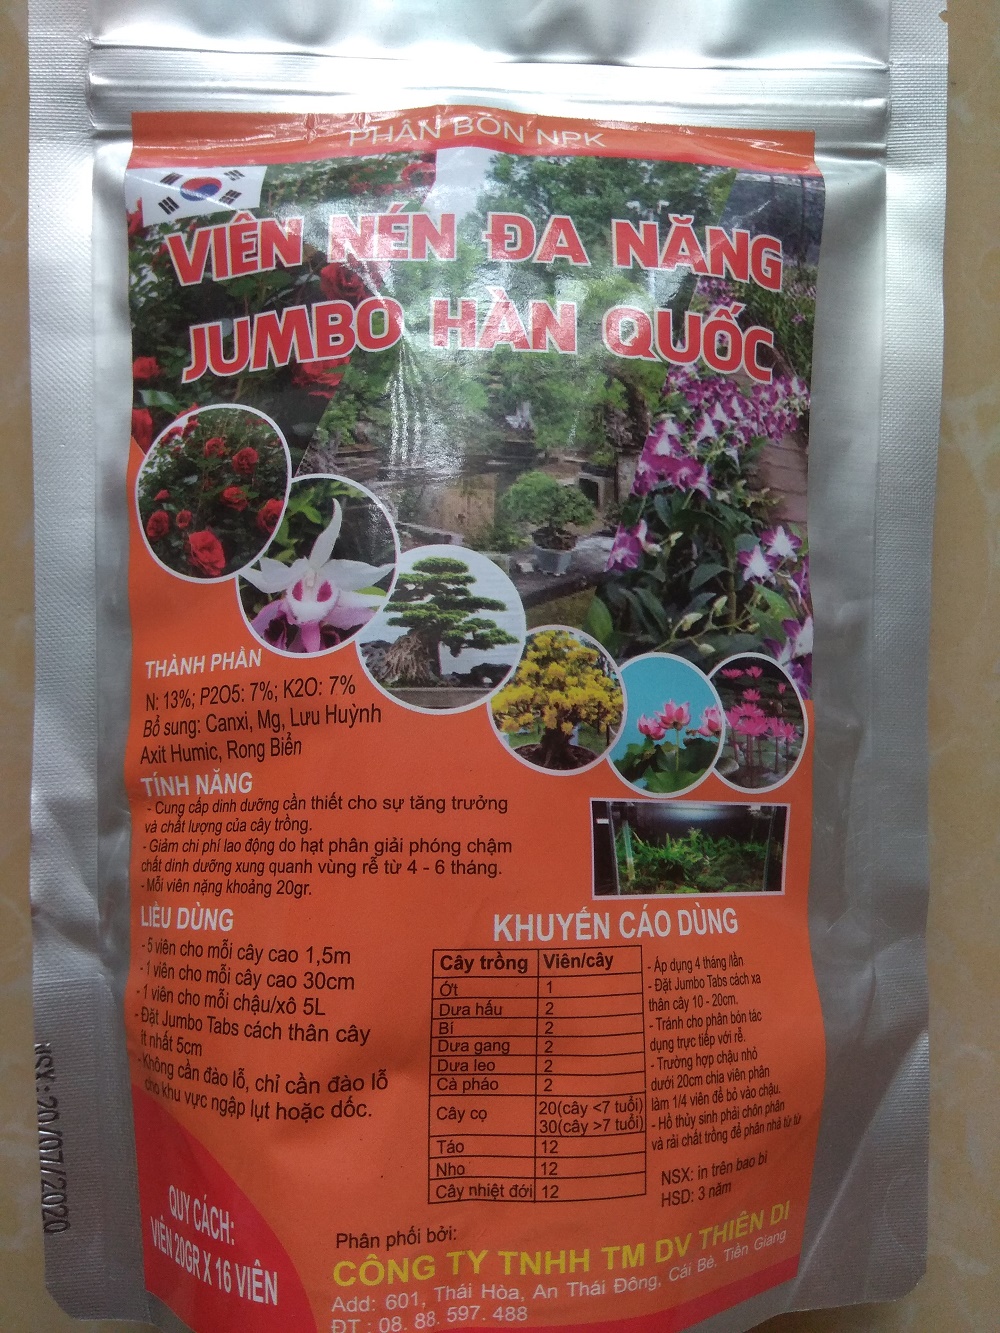 PHÂN BÓN NPK
VIÊN NÉN ĐA NĂNG
JUMBO HÀN QUỐC
THÀNH PHẦN
N: 13%; P2O5: 7%; K2O: 7%
Bổ sung: Canxi, Mg, Lưu Huỳnh
Axit Humic, Rong Biển
TÍNH NĂNG
- Cung cấp dinh dưỡng cần thiết cho sự tăng trưởng
và chất lượng của cây trồng.
- Giảm chi phí lao động do hạt phân giải phóng chậm
chất dinh dưỡng xung quanh vùng rễ từ 4 - 6 tháng.
- Mỗi viên nặng khoảng 20gr.
LIỀU DÙNG
- 5 viên cho mỗi cây cao 1,5m
- 1 viên cho mỗi cây cao 30cm
- 1 viên cho mỗi chậu/xô 5L
- Đặt Jumbo Tabs cách thân cây
ít nhất 5cm
- Không cần đào lỗ, chỉ cần đào lỗ
cho khu vực ngập lụt hoặc dốc.
KHUYẾN CÁO DÙNG
Cây trồng Viên/cây
Ớt 1
Dưa hấu 2
Bí 2
Dưa gang 2
Dưa leo 2
Cà pháo 2
Cây cọ 20(cây <7 tuổi)
30(cây >7 tuổi)
Táo 12
Nho 12
Cây nhiệt đới 12
- Áp dụng 4 tháng /lần
- Đặt Jumbo Tabs cách xa
thân cây 10 - 20cm.
- Tránh cho phân bón tác
dụng trực tiếp với rễ.
- Trường hợp chậu nhỏ
dưới 20cm chia viên phân
làm 1/4 viên để bỏ vào chậu.
- Hồ thủy sinh phải chôn phân
và rải chất trồng để phân nhả từ từ
NSX: in trên bao bì
HSD: 3 năm
NSX:20/07/2020
QUY CÁCH:
VIÊN 20GR X 16 VIÊN
Phân phối bởi:
CÔNG TY TNHH TM DV THIỆN DI
Add: 601, Thái Hòa, An Thái Đông, Cái Bè, Tiền Giang
ĐT : 08. 88. 597. 488